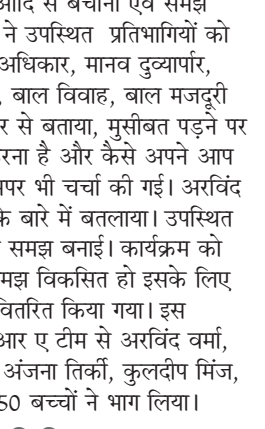 आदि से बचाना एवं समझ
ने उपस्थित प्रतिभागियों को
अधिकार, मानव दुव्यापार,
, बाल विवाह, बाल मजदूरी
र से बताया, मुसीबत पड़ने पर
रना है और कैसे अपने आप
पर भी चर्चा की गई। अरविंद
के बारे में बतलाया। उपस्थित
समझ बनाई। कार्यक्रम को
मझ विकसित हो इसके लिए
वितरित किया गया। इस
आर ए टीम से अरविंद वर्मा,
अंजना तिर्की, कुलदीप मिंज,
50 बच्चों ने भाग लिया।